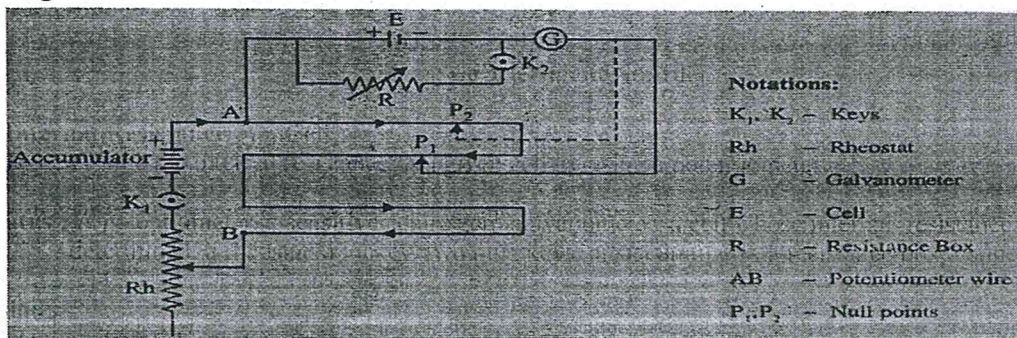 E
+ −
G
K₂
R
A
P₂
P₁
+
Accumulator
−
K₁
B
Rh
Notations:
K₁, K₂ – Keys
Rh – Rheostat
G – Galvanometer
E – Cell
R – Resistance Box
AB – Potentiometer wire
P₁,P₂ – Null points